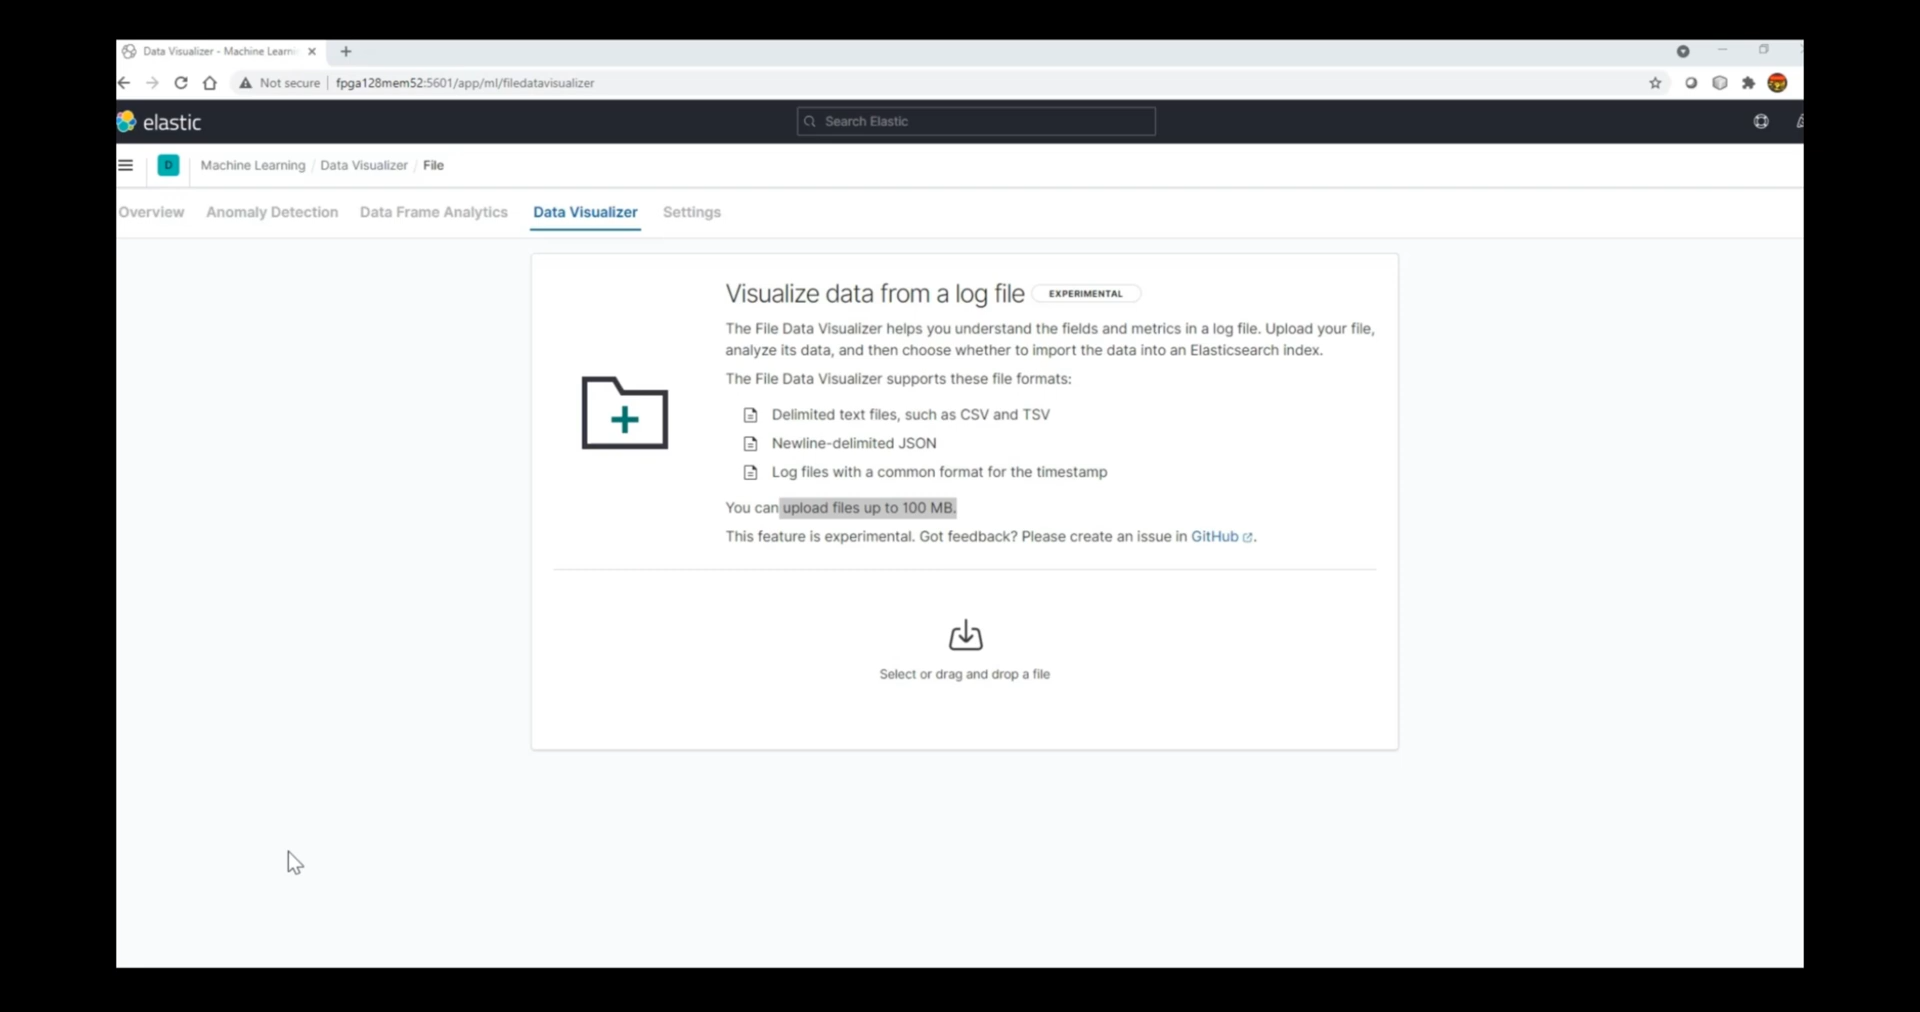 Data Visualizer - Machine Learni
Not secure
fpga128mem52:5601/app/ml/filedatavisualizer
elastic
Search Elastic
D
Machine Learning / Data Visualizer / File
Overview
Anomaly Detection
Data Frame Analytics
Data Visualizer
Settings
Visualize data from a log file
EXPERIMENTAL
The File Data Visualizer helps you understand the fields and metrics in a log file. Upload your file,
analyze its data, and then choose whether to import the data into an Elasticsearch index.
The File Data Visualizer supports these file formats:
Delimited text files, such as CSV and TSV
Newline-delimited JSON
Log files with a common format for the timestamp
You can upload files up to 100 MB.
This feature is experimental. Got feedback? Please create an issue in GitHub.
Select or drag and drop a file